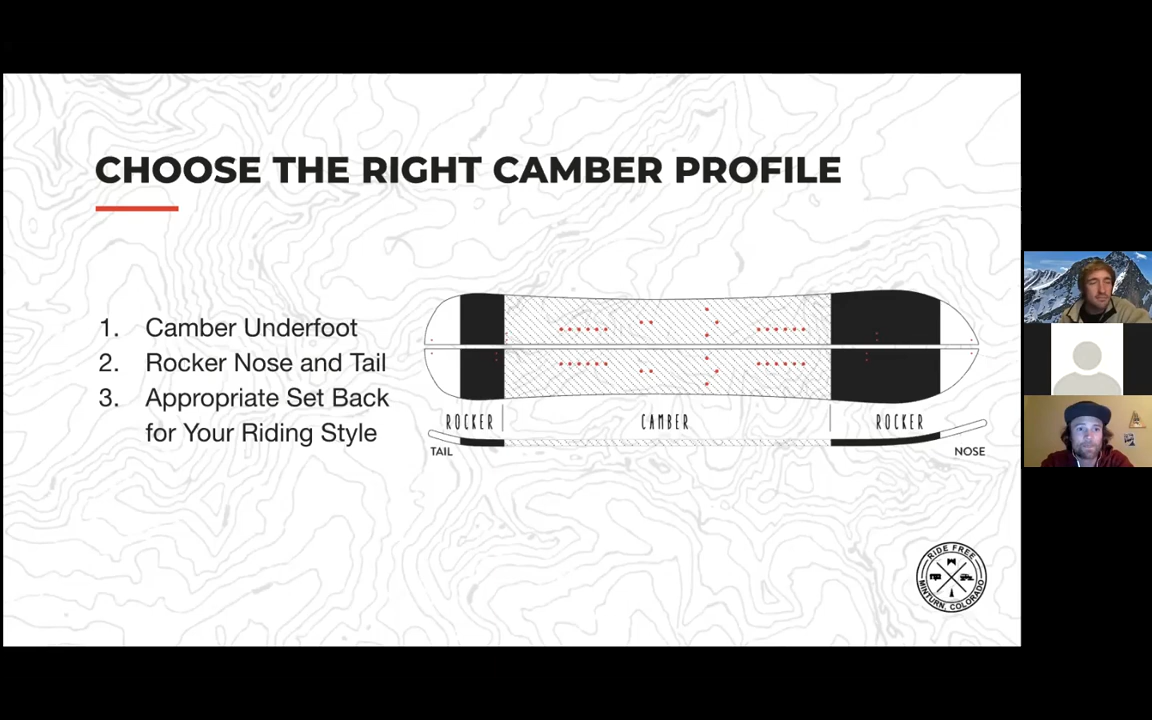 CHOOSE THE RIGHT CAMBER PROFILE
1. Camber Underfoot
2. Rocker Nose and Tail
3. Appropriate Set Back
for Your Riding Style
ROCKER
CAMBER
ROCKER
TAIL
NOSE
RIDE FREE
MINTURN, COLORADO